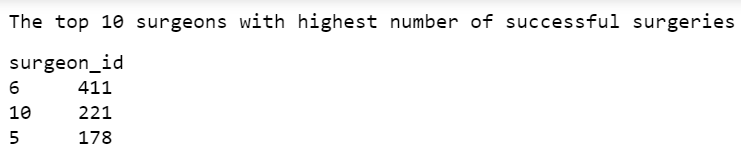 The top 10 surgeons with highest number of successful surgeries
surgeon_id
6 411
10 221
5 178